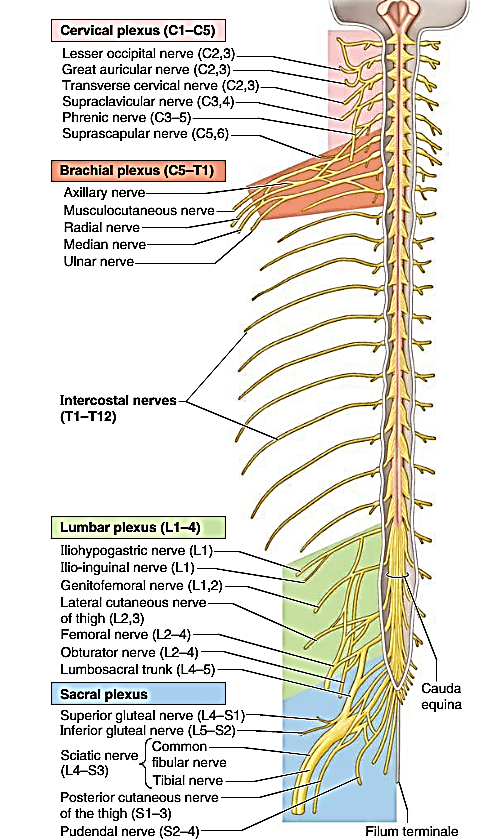 Cervical plexus (C1–C5)
Lesser occipital nerve (C2,3)
Great auricular nerve (C2,3)
Transverse cervical nerve (C2,3)
Supraclavicular nerve (C3,4)
Phrenic nerve (C3–5)
Suprascapular nerve (C5,6)
Brachial plexus (C5–T1)
Axillary nerve
Musculocutaneous nerve
Radial nerve
Median nerve
Ulnar nerve
Intercostal nerves
(T1–T12)
Lumbar plexus (L1–4)
Iliohypogastric nerve (L1)
Ilio-inguinal nerve (L1)
Genitofemoral nerve (L1,2)
Lateral cutaneous nerve
of thigh (L2,3)
Femoral nerve (L2–4)
Obturator nerve (L2–4)
Lumbosacral trunk (L4–5)
Sacral plexus
Superior gluteal nerve (L4–S1)
Inferior gluteal nerve (L5–S2)
Sciatic nerve
(L4–S3)
Common
fibular nerve
Tibial nerve
Posterior cutaneous nerve
of the thigh (S1–3)
Pudendal nerve (S2–4)
Cauda
equina
Filum terminale